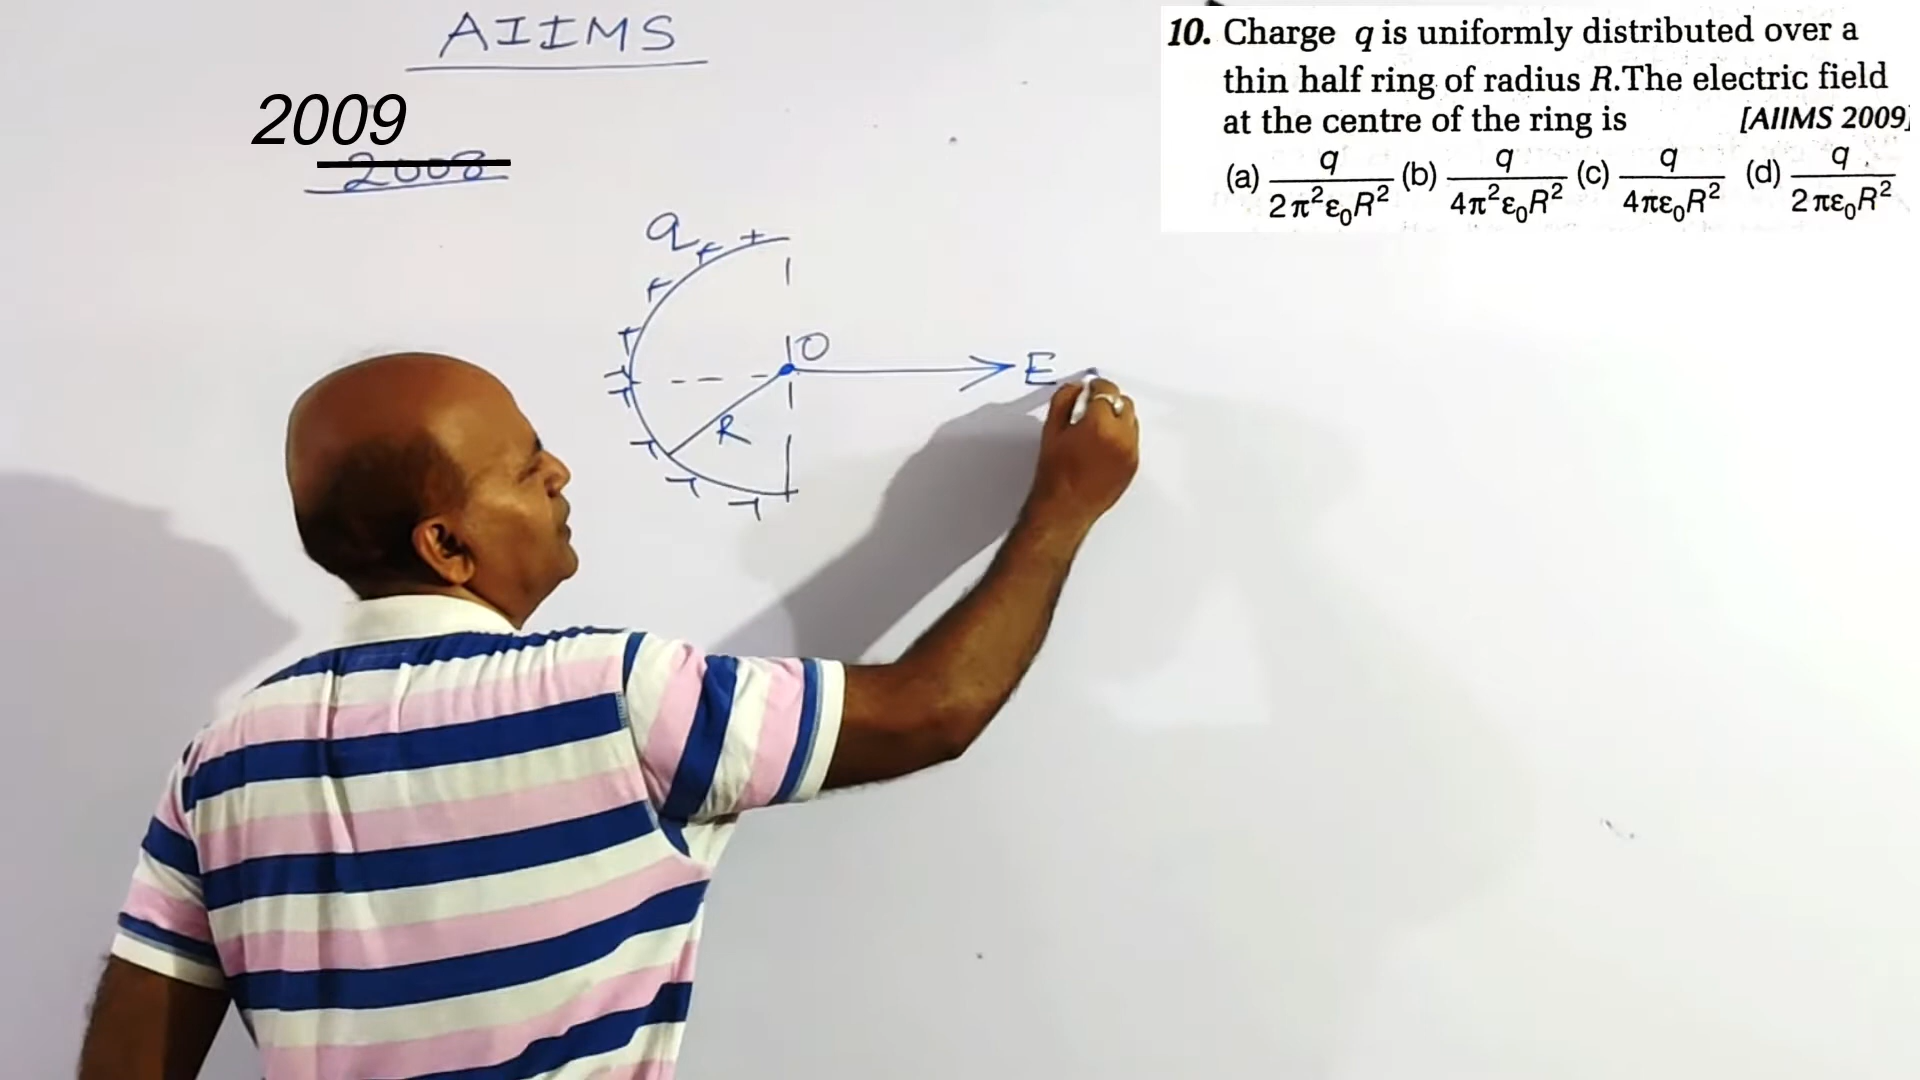 AIIMS
2009
2008
10. Charge q is uniformly distributed over a
thin half ring of radius R.The electric field
at the centre of the ring is [AIIMS 2009]
(a) q/2π²ε₀R² (b) q/4π²ε₀R² (c) q/4πε₀R² (d) q/2πε₀R²
q
O
E
R